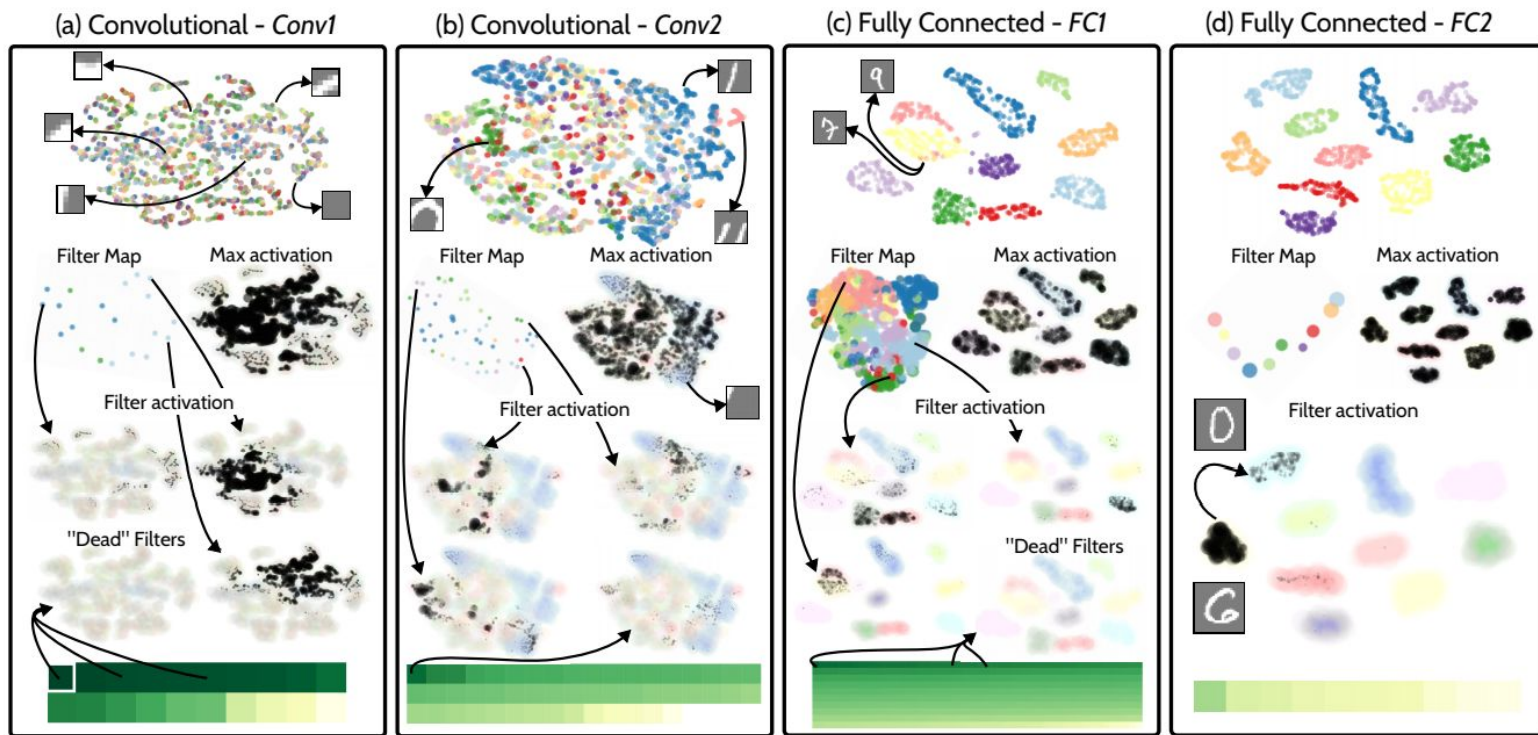 (a) Convolutional - Conv1
(b) Convolutional - Conv2
(c) Fully Connected - FC1
(d) Fully Connected - FC2
Filter Map
Max activation
Filter activation
"Dead" Filters
Filter Map
Max activation
Filter activation
Filter Map
Max activation
Filter activation
"Dead" Filters
Filter Map
Max activation
Filter activation